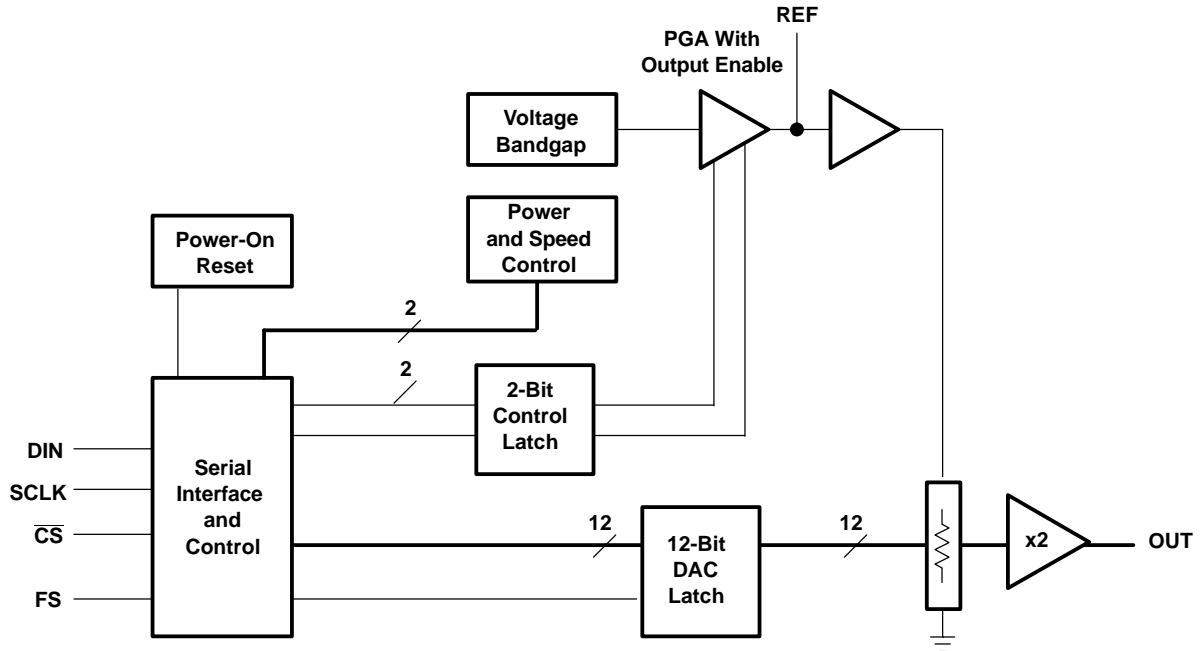 REF
PGA With
Output Enable
Voltage
Bandgap
Power
and Speed
Control
Power-On
Reset
2
2
2-Bit
Control
Latch
DIN
SCLK
CS
FS
Serial
Interface
and
Control
12
12-Bit
DAC
Latch
12
x2
OUT